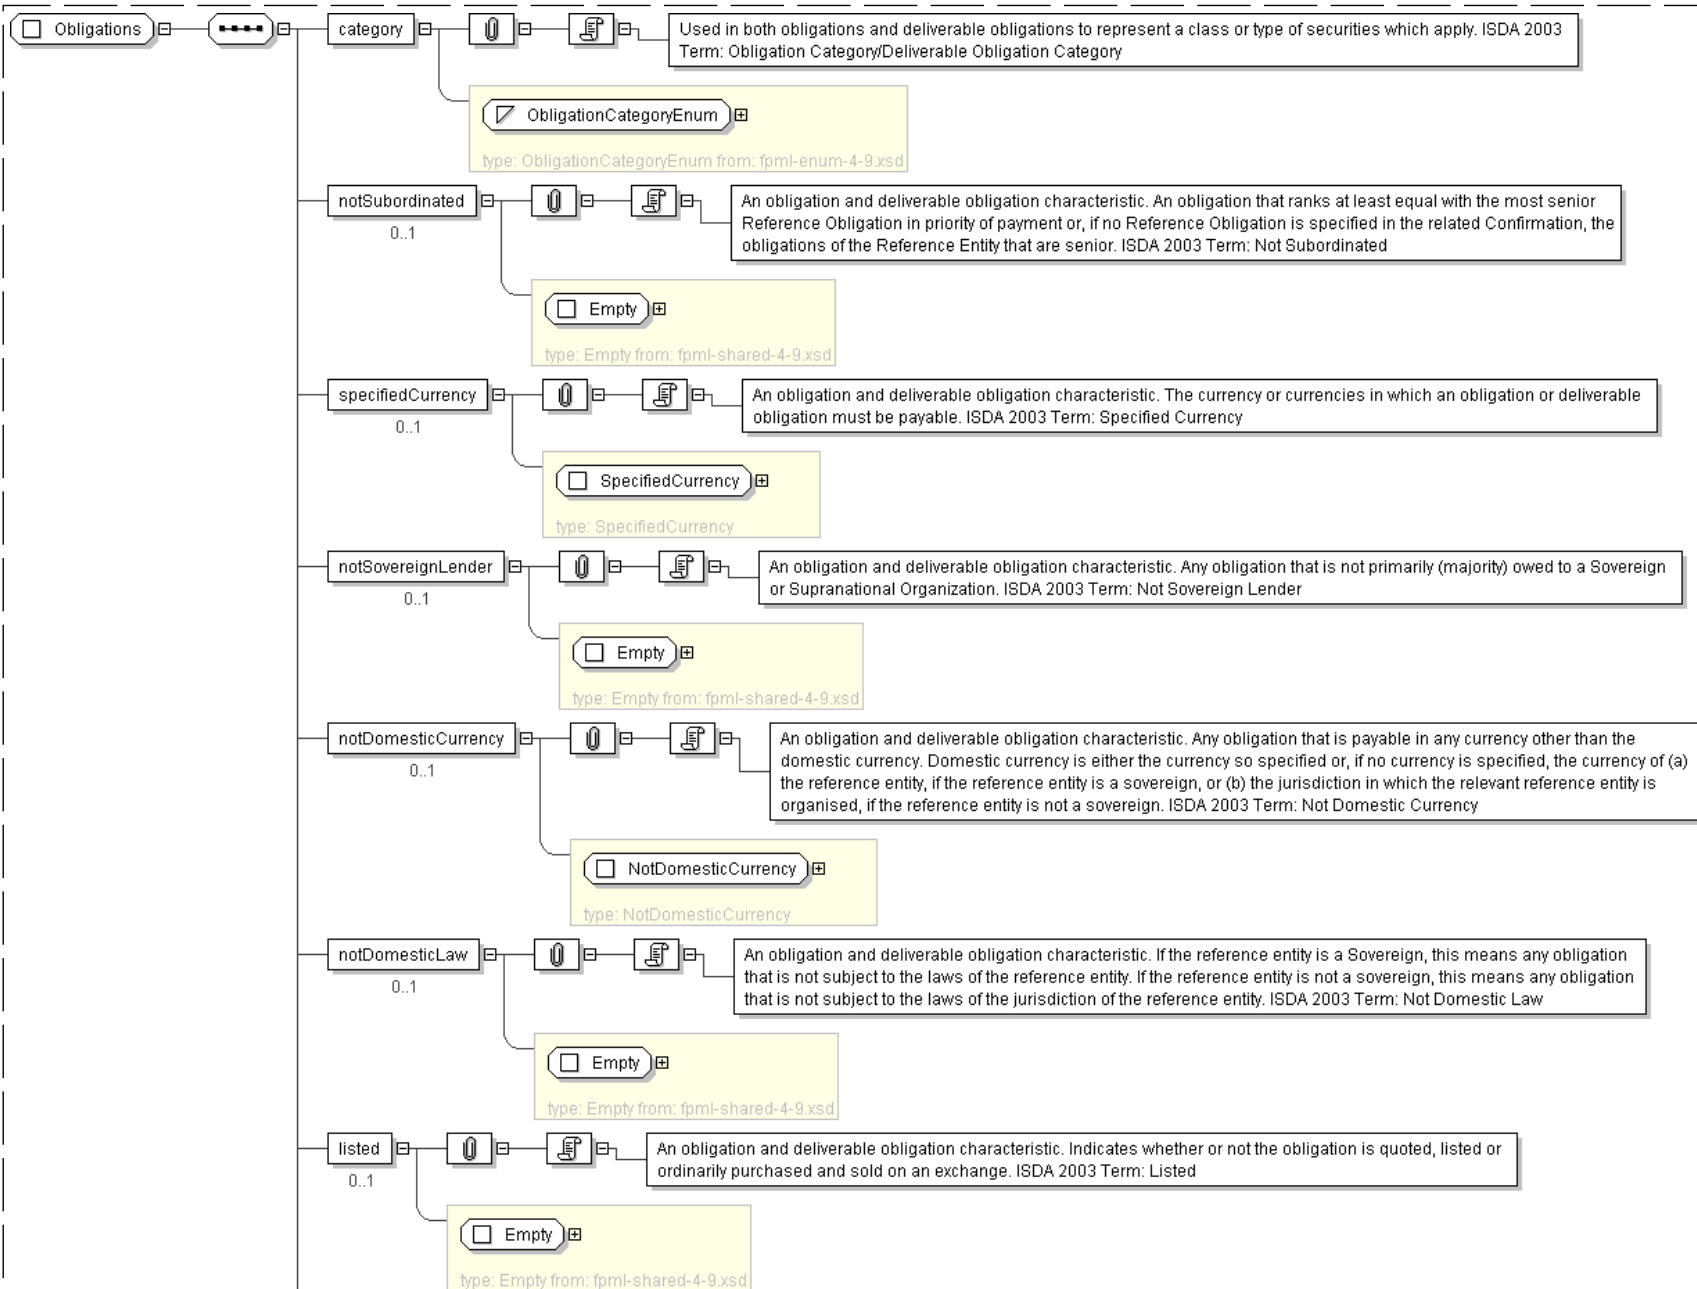 Obligations
category
Used in both obligations and deliverable obligations to represent a class or type of securities which apply. ISDA 2003
Term: Obligation Category/Deliverable Obligation Category
ObligationCategoryEnum
type: ObligationCategoryEnum from: fpml-enum-4-9.xsd
notSubordinated
0..1
An obligation and deliverable obligation characteristic. An obligation that ranks at least equal with the most senior
Reference Obligation in priority of payment or, if no Reference Obligation is specified in the related Confirmation, the
obligations of the Reference Entity that are senior. ISDA 2003 Term: Not Subordinated
Empty
type: Empty from: fpml-shared-4-9.xsd
specifiedCurrency
0..1
An obligation and deliverable obligation characteristic. The currency or currencies in which an obligation or deliverable
obligation must be payable. ISDA 2003 Term: Specified Currency
SpecifiedCurrency
type: SpecifiedCurrency
notSovereignLender
0..1
An obligation and deliverable obligation characteristic. Any obligation that is not primarily (majority) owed to a Sovereign
or Supranational Organization. ISDA 2003 Term: Not Sovereign Lender
Empty
type: Empty from: fpml-shared-4-9.xsd
notDomesticCurrency
0..1
An obligation and deliverable obligation characteristic. Any obligation that is payable in any currency other than the
domestic currency. Domestic currency is either the currency so specified or, if no currency is specified, the currency of (a)
the reference entity, if the reference entity is a sovereign, or (b) the jurisdiction in which the relevant reference entity is
organised, if the reference entity is not a sovereign. ISDA 2003 Term: Not Domestic Currency
NotDomesticCurrency
type: NotDomesticCurrency
notDomesticLaw
0..1
An obligation and deliverable obligation characteristic. If the reference entity is a Sovereign, this means any obligation
that is not subject to the laws of the reference entity. If the reference entity is not a sovereign, this means any obligation
that is not subject to the laws of the jurisdiction of the reference entity. ISDA 2003 Term: Not Domestic Law
Empty
type: Empty from: fpml-shared-4-9.xsd
listed
0..1
An obligation and deliverable obligation characteristic. Indicates whether or not the obligation is quoted, listed or
ordinarily purchased and sold on an exchange. ISDA 2003 Term: Listed
Empty
type: Empty from: fpml-shared-4-9.xsd